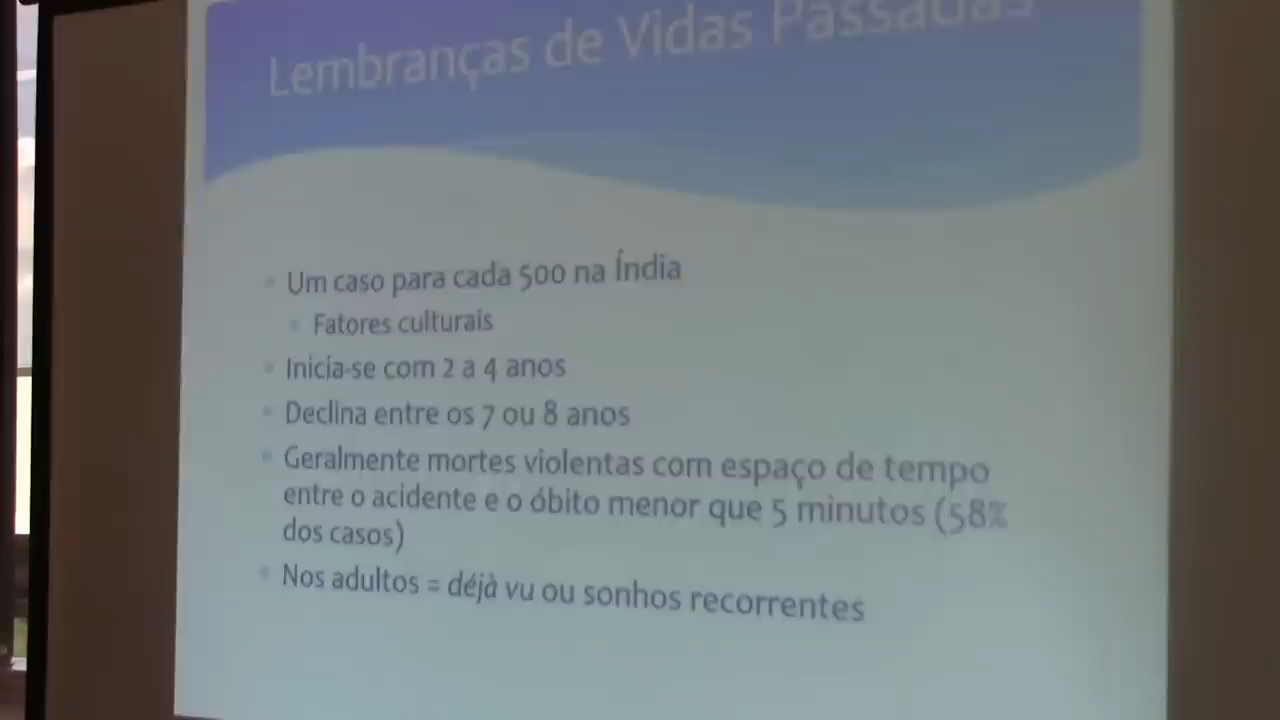 Lembranças de Vidas Passadas
Um caso para cada 500 na Índia
Fatores culturais
Inicia-se com 2 a 4 anos
Declina entre os 7 ou 8 anos
Geralmente mortes violentas com espaço de tempo
entre o acidente e o óbito menor que 5 minutos (58%
dos casos)
Nos adultos = déjà vu ou sonhos recorrentes